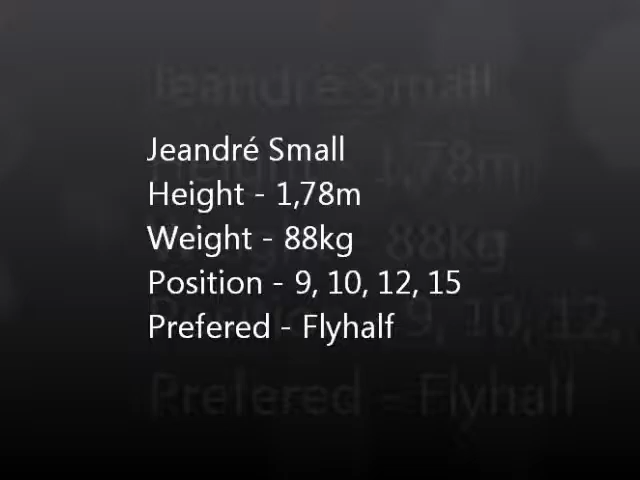 Jeandré Small
Height - 1,78m
Weight - 88kg
Position - 9, 10, 12, 15
Prefered - Flyhalf